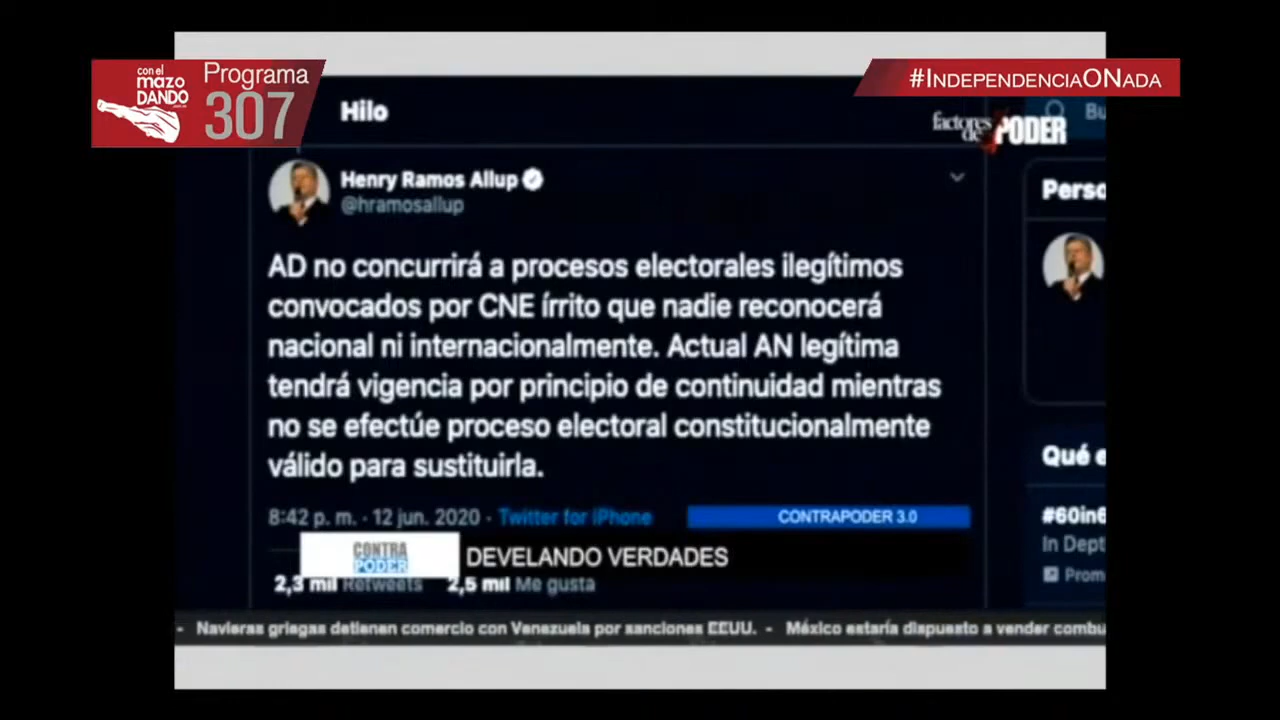 con el
mazo
DANDO
Programa
307
#INDEPENDENCIAONADA
Hilo
factores
de
PODER
Bu
Henry Ramos Allup
@hramosallup
Perso
AD no concurrirá a procesos electorales ilegítimos
convocados por CNE írrito que nadie reconocerá
nacional ni internacionalmente. Actual AN legítima
tendrá vigencia por principio de continuidad mientras
no se efectúe proceso electoral constitucionalmente
válido para sustituirla.
Qué e
8:42 p. m. · 12 jun. 2020 · Twitter for iPhone
CONTRAPODER 3.0
#60in6
In Dept
Prom
CONTRA
PODER
DEVELANDO VERDADES
2,3 mil Retweets 2,5 mil Me gusta
- Navieras griegas detienen comercio con Venezuela por sanciones EEUU. - México estaría dispuesto a vender combu